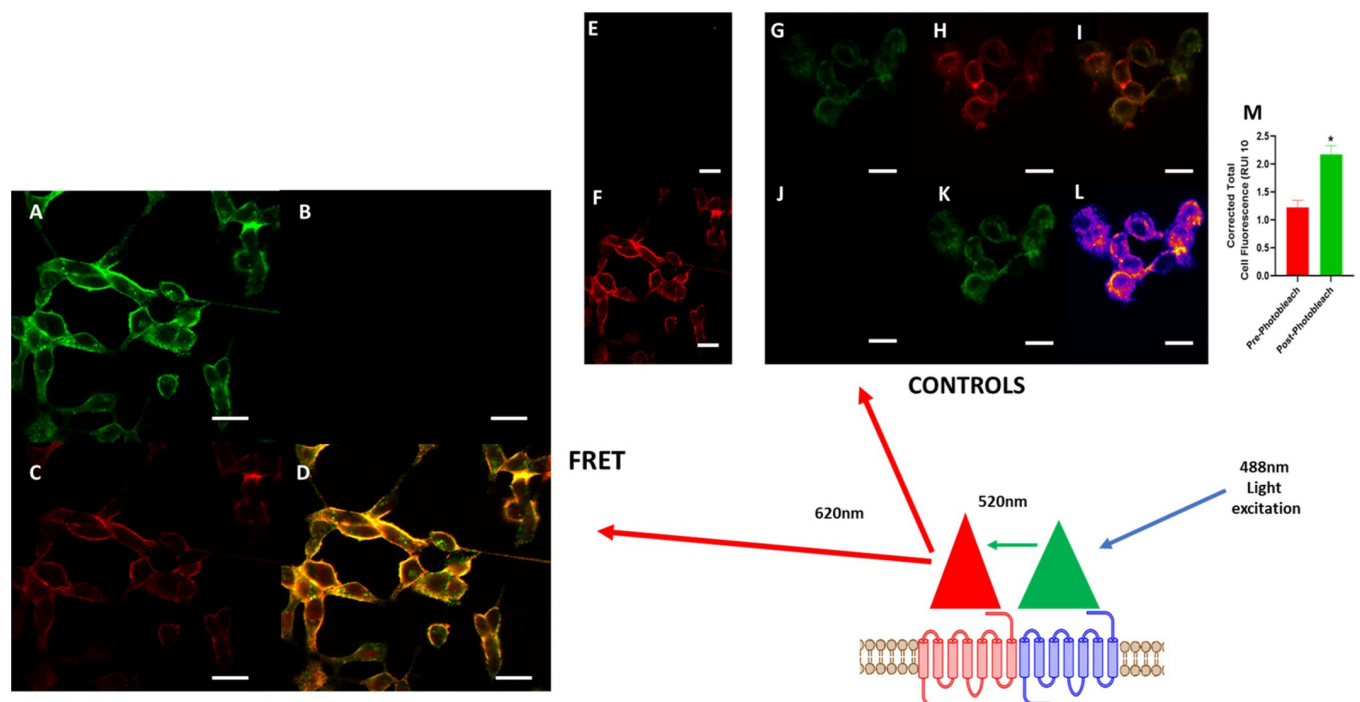 A
B
C
D
FRET
E
F
G
H
I
J
K
L
CONTROLS
M
Corrected Total
Cell Fluorescence (RUI 10
2.5
2.0
1.5
1.0
0.5
0.0
*
Pre-Photobleach
Post-Photobleach
620nm
520nm
488nm
Light
excitation